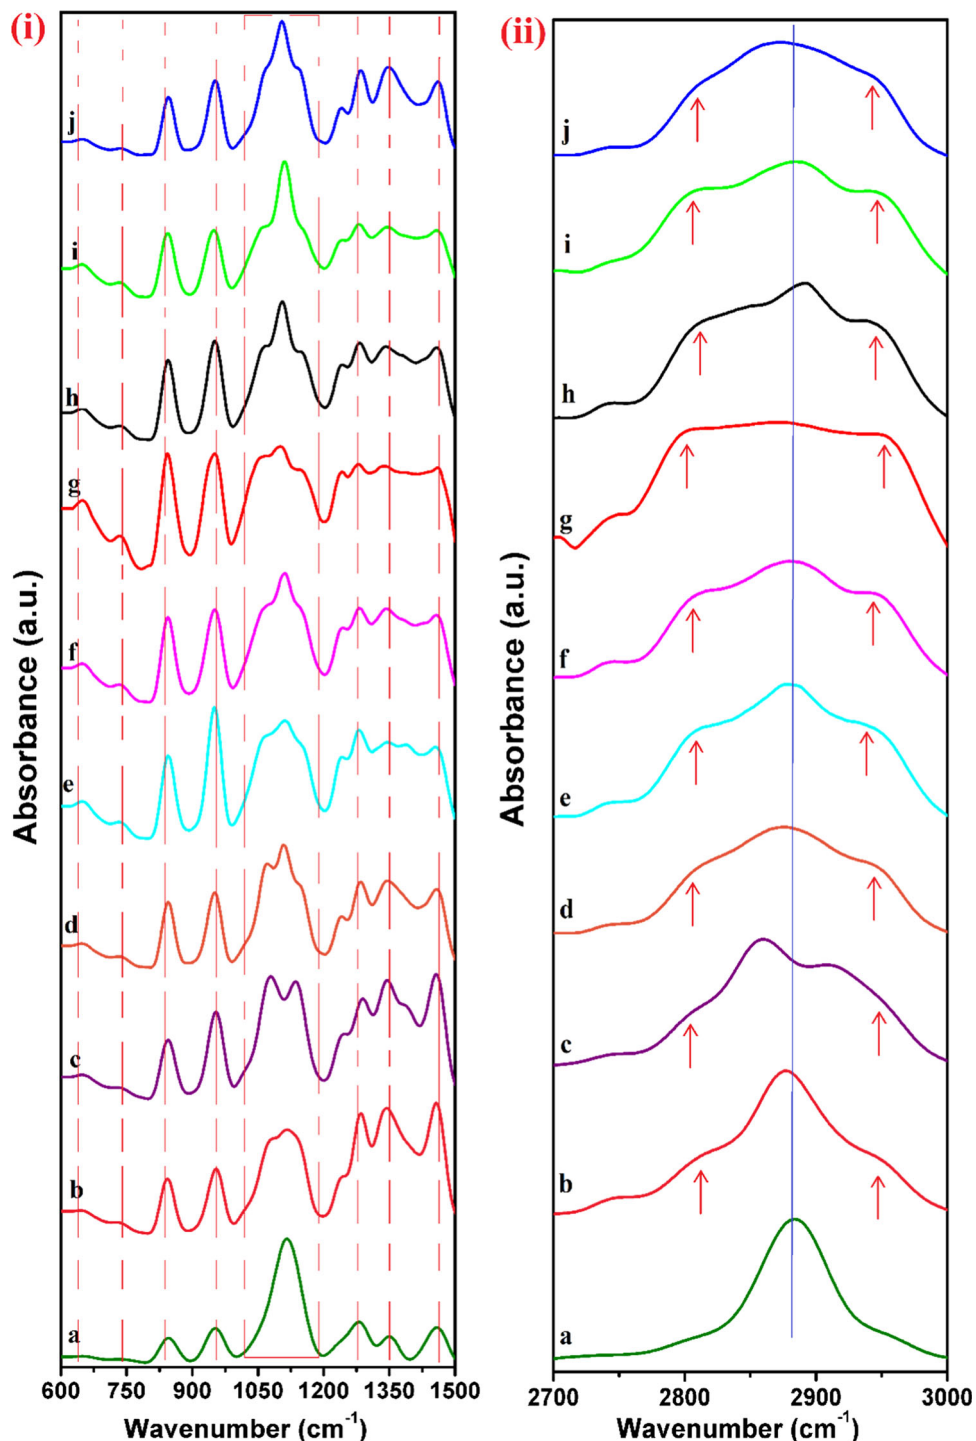 (i)
(ii)
j
i
h
g
f
e
d
c
b
a
Absorbance (a.u.)
600 750 900 1050 1200 1350 1500
Wavenumber (cm⁻¹)
j
i
h
g
f
e
d
c
b
a
Absorbance (a.u.)
2700 2800 2900 3000
Wavenumber (cm⁻¹)